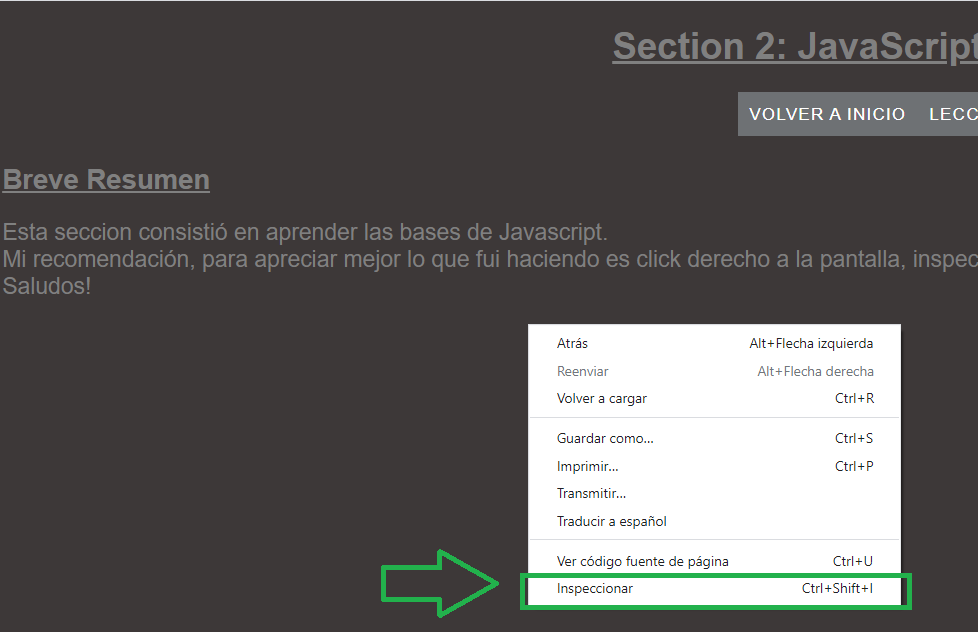 Section 2: JavaScript
VOLVER A INICIO LECC
Breve Resumen
Esta seccion consistió en aprender las bases de Javascript.
Mi recomendación, para apreciar mejor lo que fui haciendo es click derecho a la pantalla, inspec
Saludos!
Atrás Alt+Flecha izquierda
Reenviar Alt+Flecha derecha
Volver a cargar Ctrl+R
Guardar como... Ctrl+S
Imprimir... Ctrl+P
Transmitir...
Traducir a español
Ver código fuente de página Ctrl+U
Inspeccionar Ctrl+Shift+I